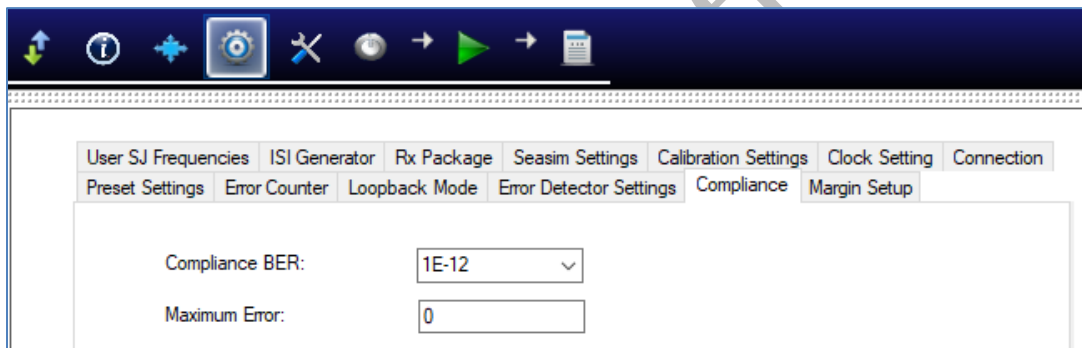 User SJ Frequencies ISI Generator Rx Package Seasim Settings Calibration Settings Clock Setting Connection
Preset Settings Error Counter Loopback Mode Error Detector Settings Compliance Margin Setup
Compliance BER: 1E-12
Maximum Error: 0